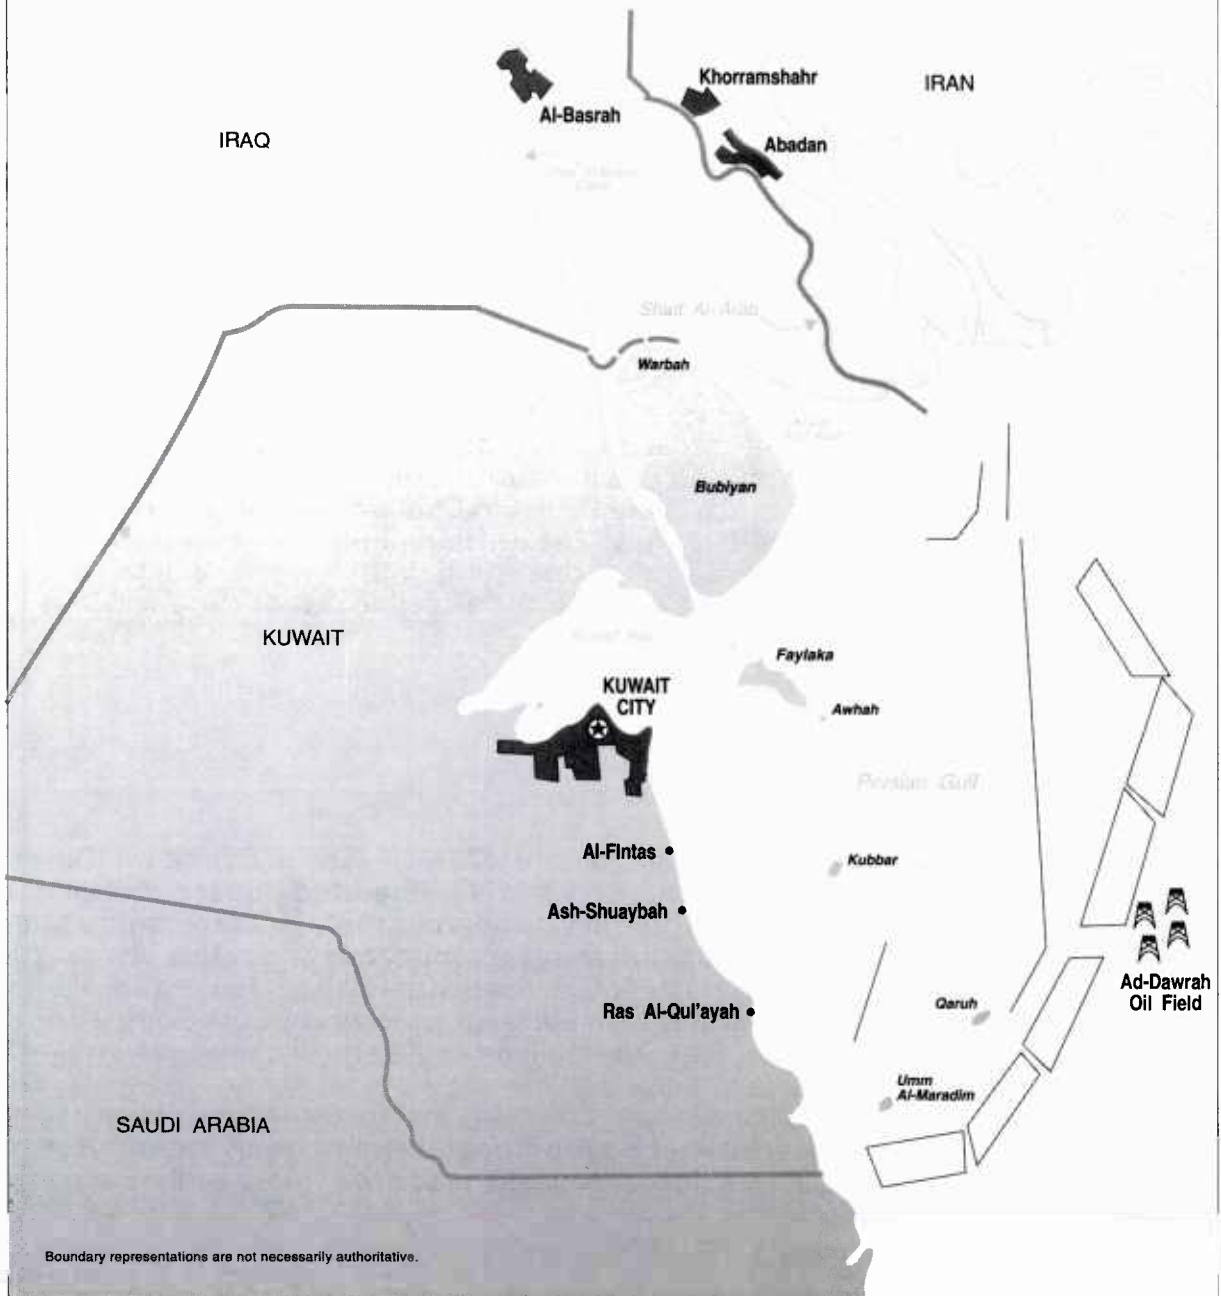 Khorramshahr
IRAN
Al-Basrah
IRAQ
Abadan
Shatt Al-Arab
Warbah
Bubiyan
KUWAIT
Faylaka
KUWAIT
CITY
Awhah
Persian Gulf
Al-Fintas
Kubbar
Ash-Shuaybah
Ad-Dawrah
Oil Field
Qaruh
Ras Al-Qul'ayah
Umm
Al-Maradim
SAUDI ARABIA
Boundary representations are not necessarily authoritative.